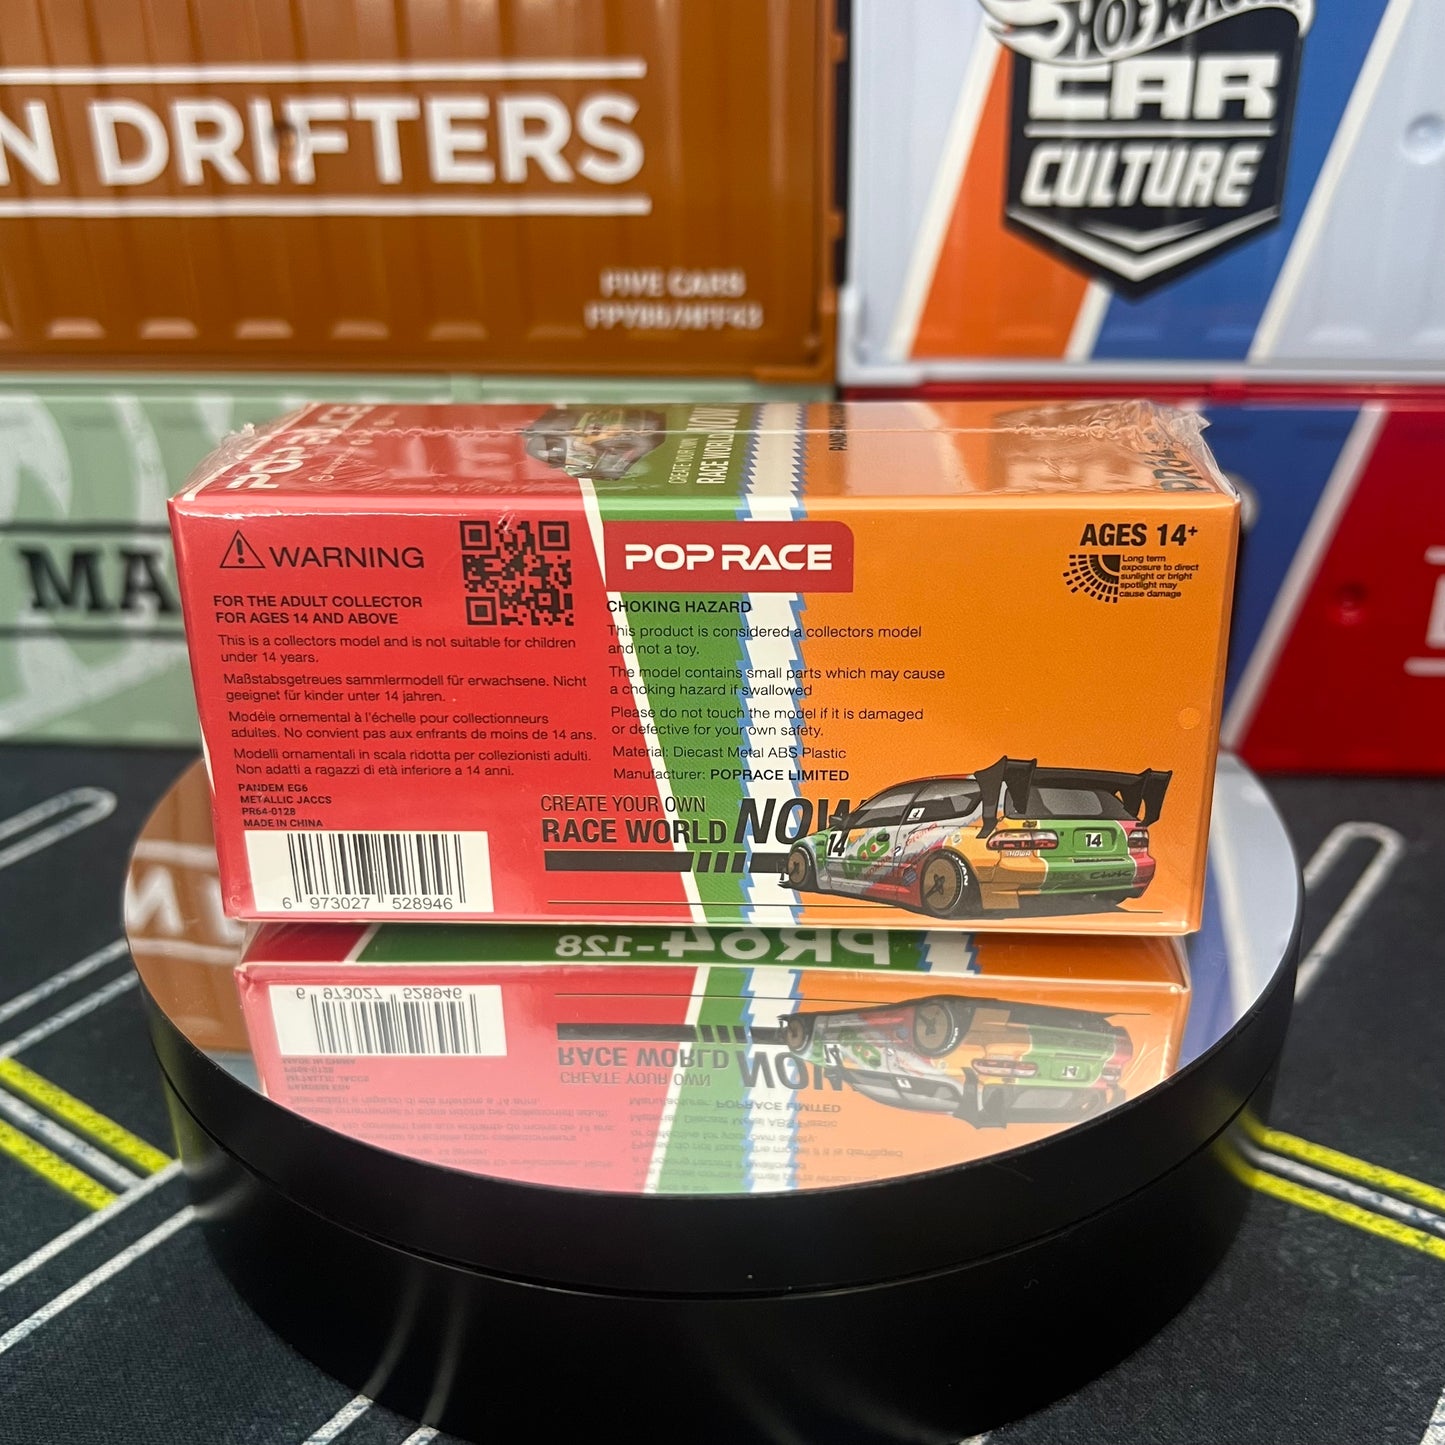 N DRIFTERS
FIVE CARS
HOT WHEELS
CAR
CULTURE
MA
POP RACE
CREATE YOUR OWN
RACE WORLD NOW
PR64-
WARNING
FOR THE ADULT COLLECTOR
FOR AGES 14 AND ABOVE
This is a collectors model and is not suitable for children
under 14 years.
Maßstabsgetreues sammlermodell für erwachsene. Nicht
geeignet für kinder unter 14 jahren.
Modéle ornemental à l'échelle pour collectionneurs
adultes. No convient pas aux enfrants de moins de 14 ans.
Modelli ornamentali in scala ridotta per collezionisti adulti.
Non adatti a ragazzi di età inferiore a 14 anni.
PANDEM EG6
METALLIC JACCS
PR64-0128
MADE IN CHINA
6 973027 528946
POP RACE
CHOKING HAZARD
This product is considered a collectors model
and not a toy.
The model contains small parts which may cause
a choking hazard if swallowed
Please do not touch the model if it is damaged
or defective for your own safety.
Material: Diecast Metal ABS Plastic
Manufacturer: POPRACE LIMITED
AGES 14+
Long term
exposure to direct
sunlight or bright
spotlight may
cause damage
CREATE YOUR OWN
RACE WORLD NOW
14
14
Civic
PR64-128